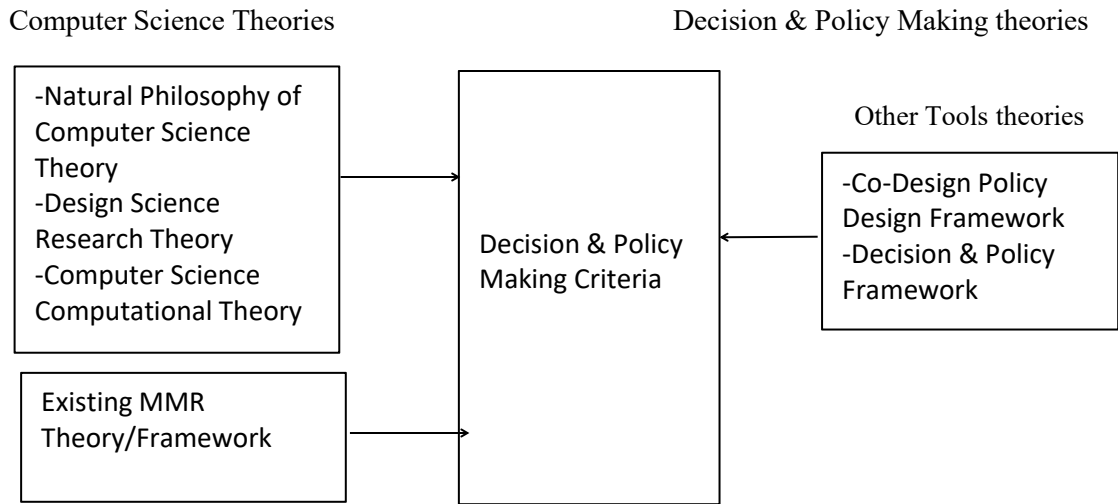 Computer Science Theories
Decision & Policy Making theories
-Natural Philosophy of
Computer Science
Theory
-Design Science
Research Theory
-Computer Science
Computational Theory
Existing MMR
Theory/Framework
Decision & Policy
Making Criteria
Other Tools theories
-Co-Design Policy
Design Framework
-Decision & Policy
Framework